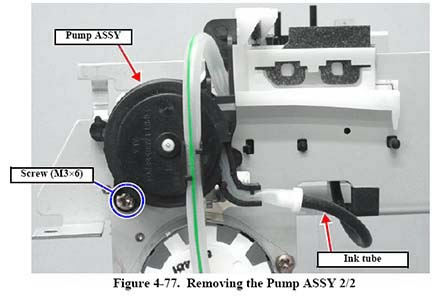 Pump ASSY
Screw (M3×6)
Ink tube
Figure 4-77. Removing the Pump ASSY 2/2